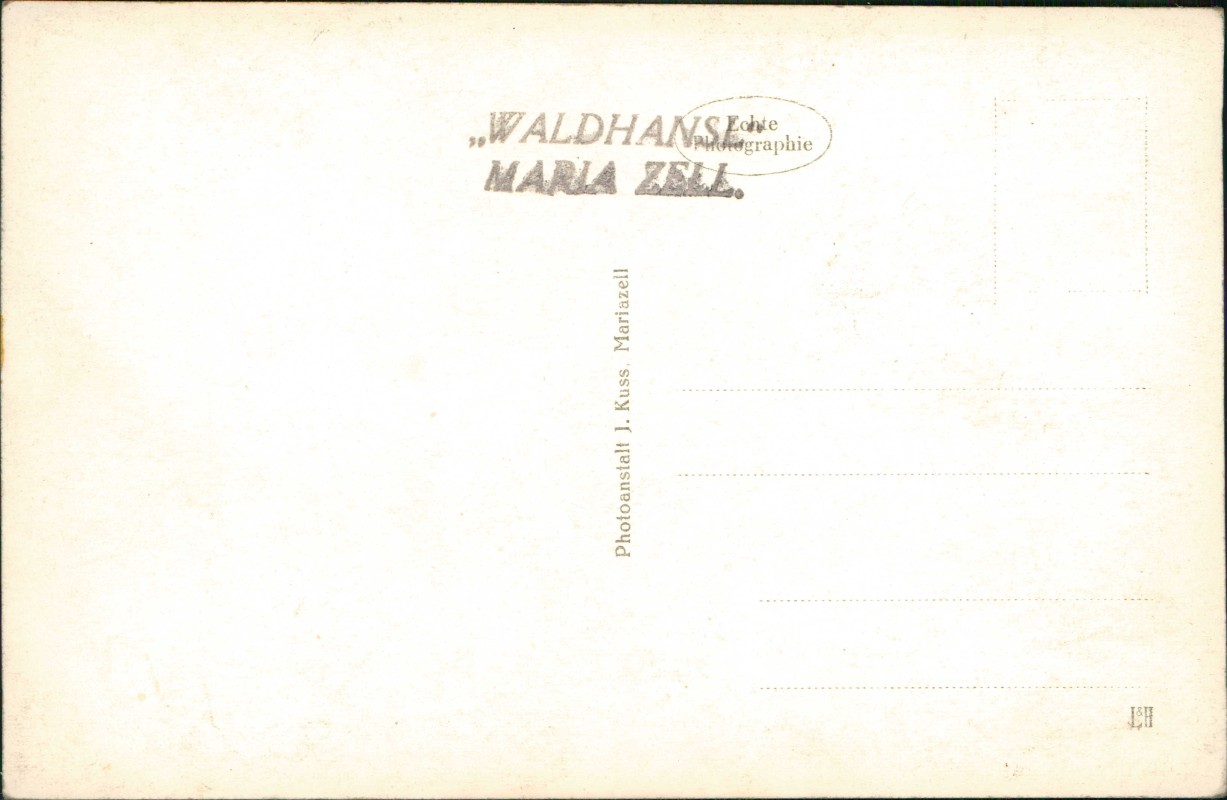 „WALDHANSL“
MARIA ZELL.
Echte
Photographie
Photoanstalt J. Kuss, Mariazell
L&H